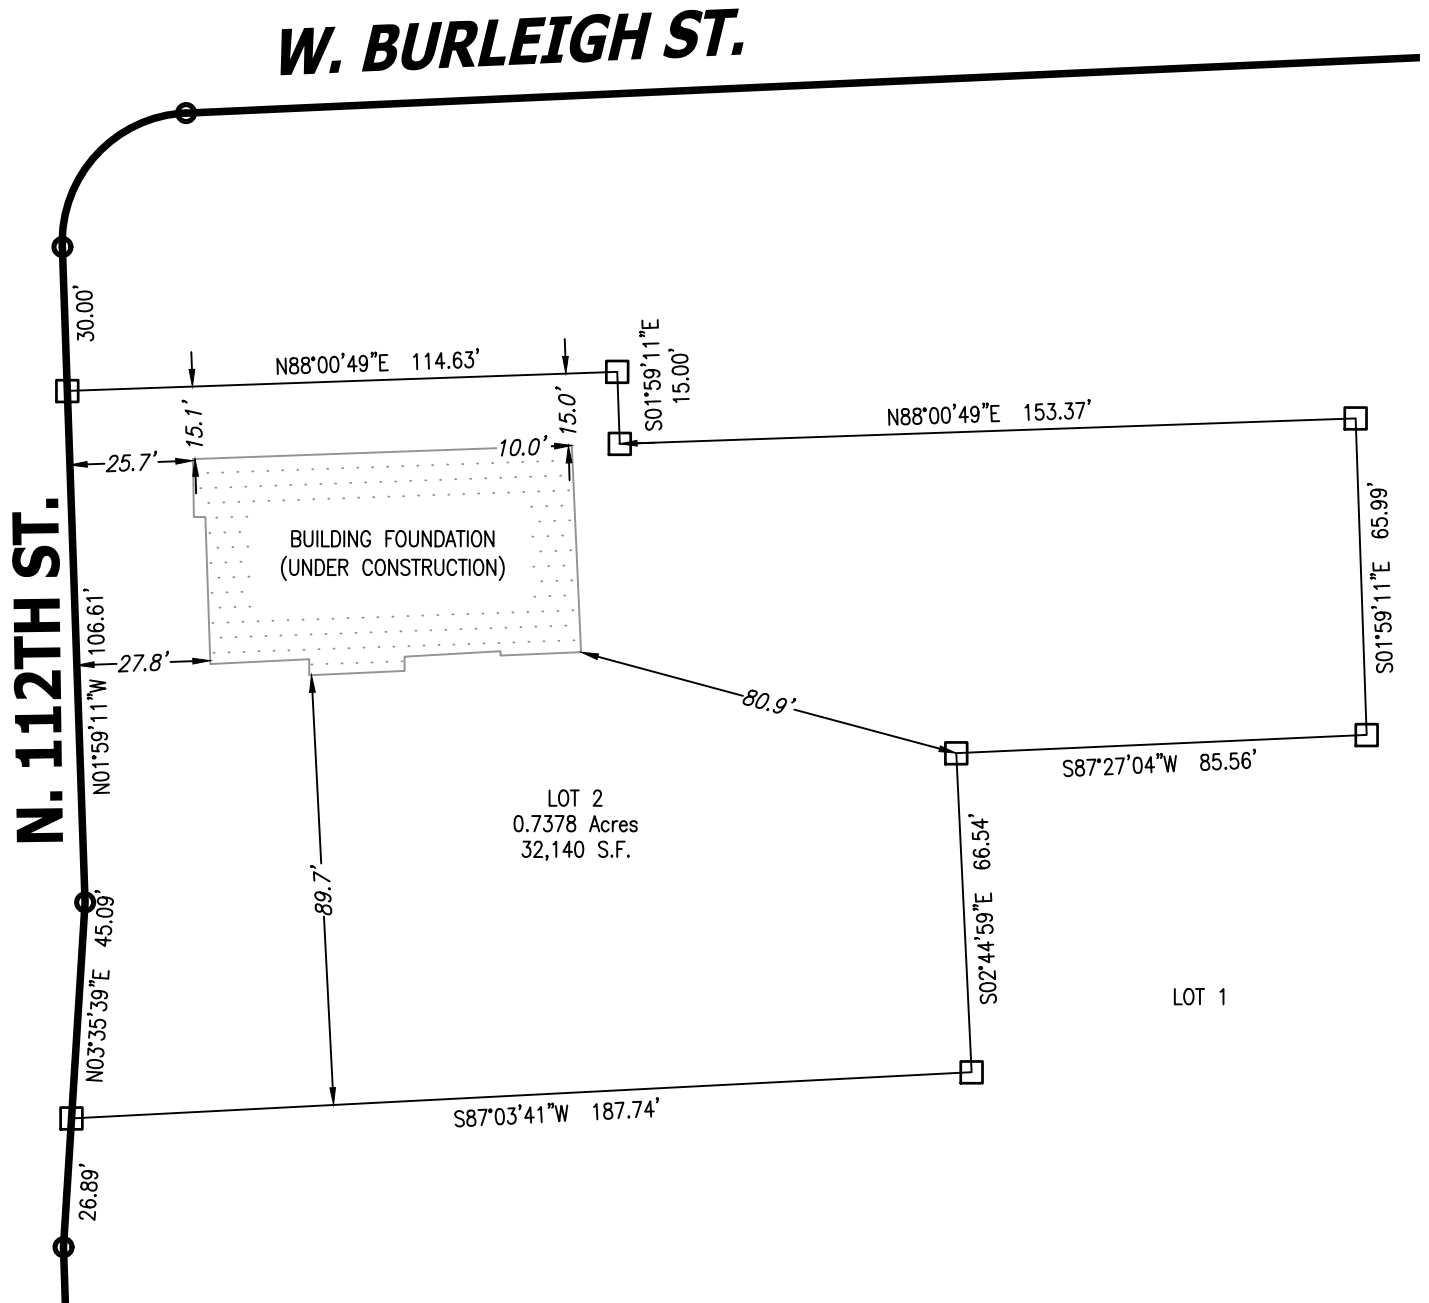 W. BURLEIGH ST.
30.00'
N88°00'49"E 114.63'
S01°59'11"E
15.00'
N88°00'49"E 153.37'
15.1'
15.0'
10.0'
25.7'
BUILDING FOUNDATION
(UNDER CONSTRUCTION)
S01°59'11"E 65.99'
N. 112TH ST.
N01°59'11"W 106.61'
27.8'
80.9'
S87°27'04"W 85.56'
LOT 2
0.7378 Acres
32,140 S.F.
89.7'
S02°44'59"E 66.54'
N03°35'39"E 45.09'
LOT 1
S87°03'41"W 187.74'
26.89'